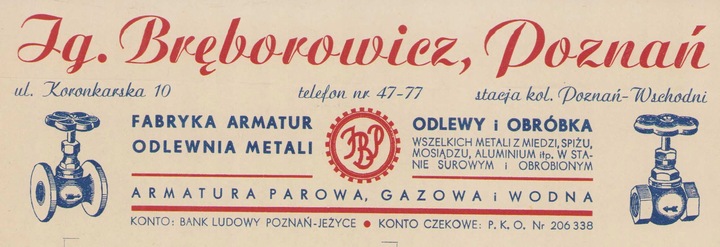 Ig. Bręborowicz, Poznań
ul. Koronkarska 10 telefon nr 47-77 stacja kol. Poznań-Wschodni
FABRYKA ARMATUR
ODLEWNIA METALI
JBP
ODLEWY i OBRÓBKA
WSZELKICH METALI Z MIEDZI, SPIŻU,
MOSIĄDZU, ALUMINIUM itp. W STA-
NIE SUROWYM i OBROBIONYM
ARMATURA PAROWA, GAZOWA i WODNA
KONTO: BANK LUDOWY POZNAŃ-JEŻYCE • KONTO CZEKOWE: P. K. O. Nr 206 338